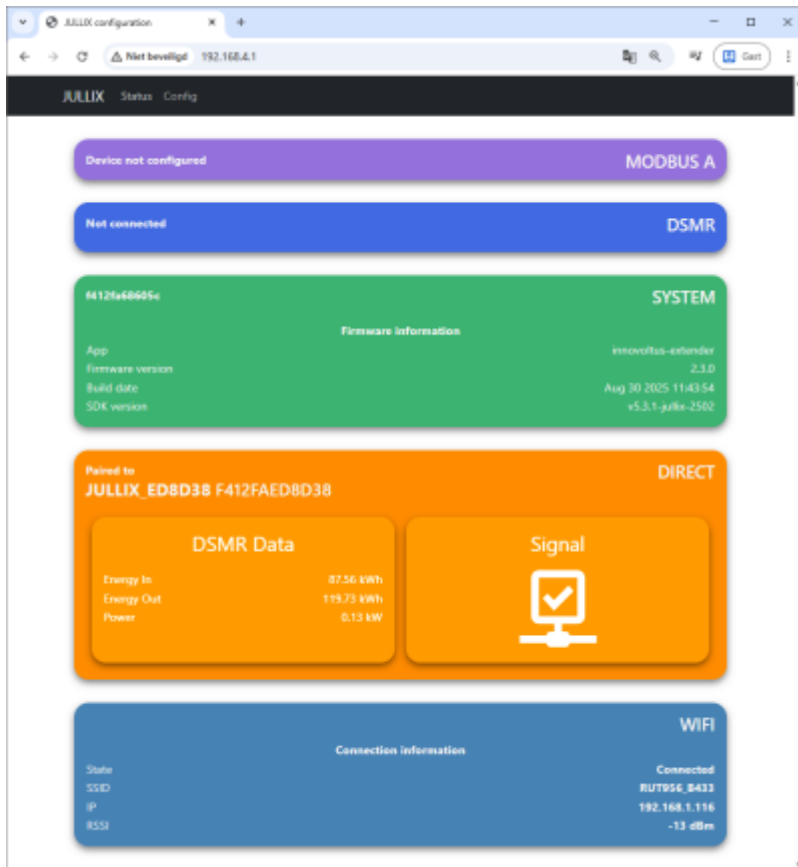 JULLIX configuration
Niet beveiligd 192.168.4.1 Gast
JULLIX Status Config
Device not configured MODBUS A
Not connected DSMR
f412fa68605c SYSTEM
Firmware information
App innovoltus-extender
Firmware version 2.3.0
Build date Aug 30 2025 11:43:54
SDK version v5.3.1-jullix-2502
Paired to DIRECT
JULLIX_ED8D38 F412FAED8D38
DSMR Data Signal
Energy In 87.56 kWh
Energy Out 119.73 kWh
Power 0.13 kW
WIFI
Connection information
State Connected
SSID RUT956_B433
IP 192.168.1.116
RSSI -13 dBm